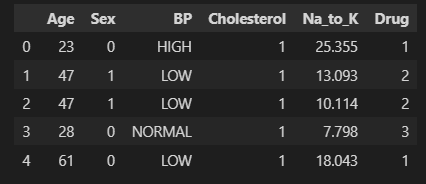 Age Sex BP Cholesterol Na_to_K Drug
0 23 0 HIGH 1 25.355 1
1 47 1 LOW 1 13.093 2
2 47 1 LOW 1 10.114 2
3 28 0 NORMAL 1 7.798 3
4 61 0 LOW 1 18.043 1